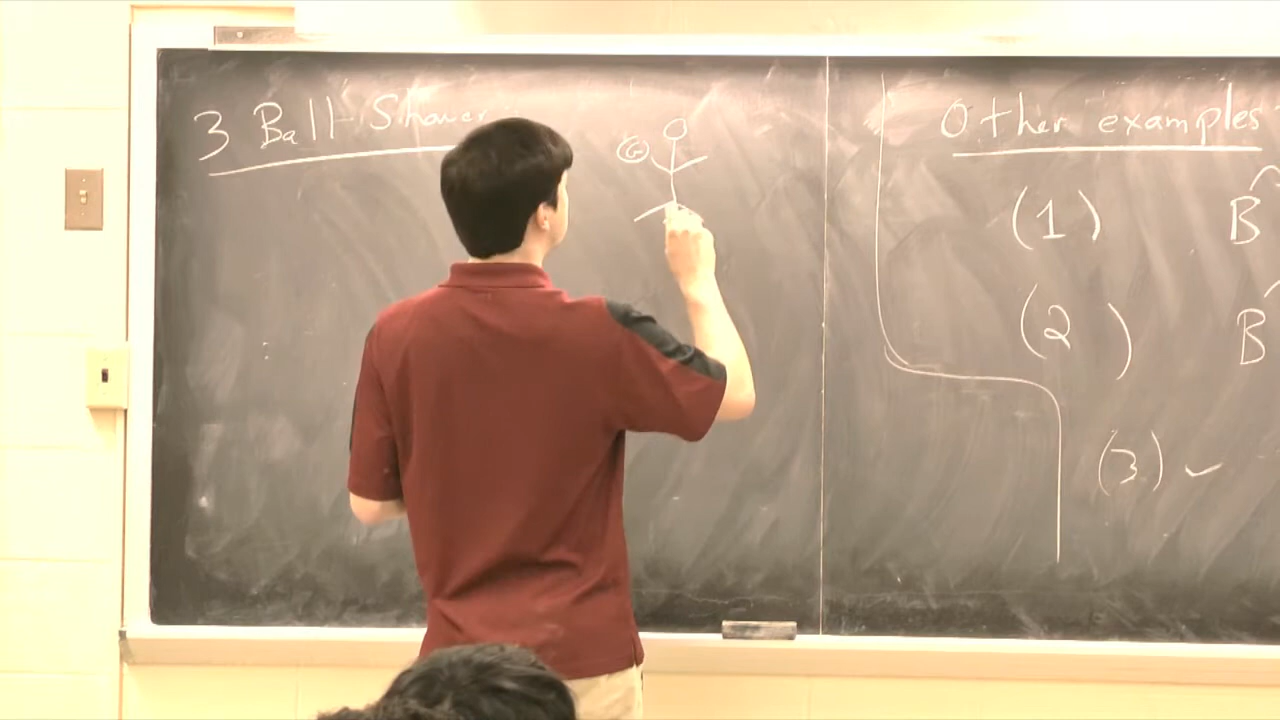 3 Ball Shower
G
Other examples
(1) B
(2) B
(3) ✓